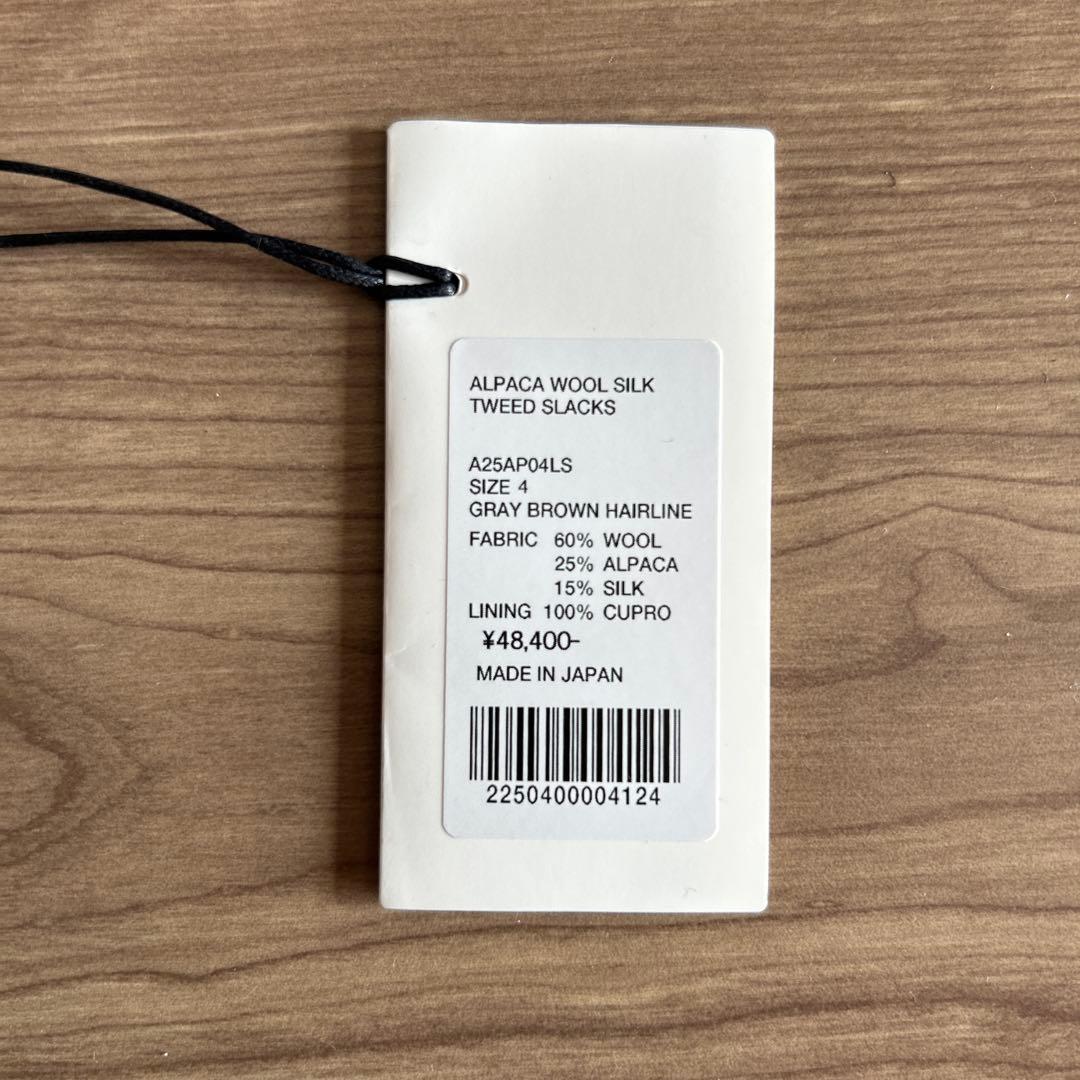 ALPACA WOOL SILK
TWEED SLACKS
A25AP04LS
SIZE 4
GRAY BROWN HAIRLINE
FABRIC 60% WOOL
25% ALPACA
15% SILK
LINING 100% CUPRO
¥48,400-
MADE IN JAPAN
2250400004124